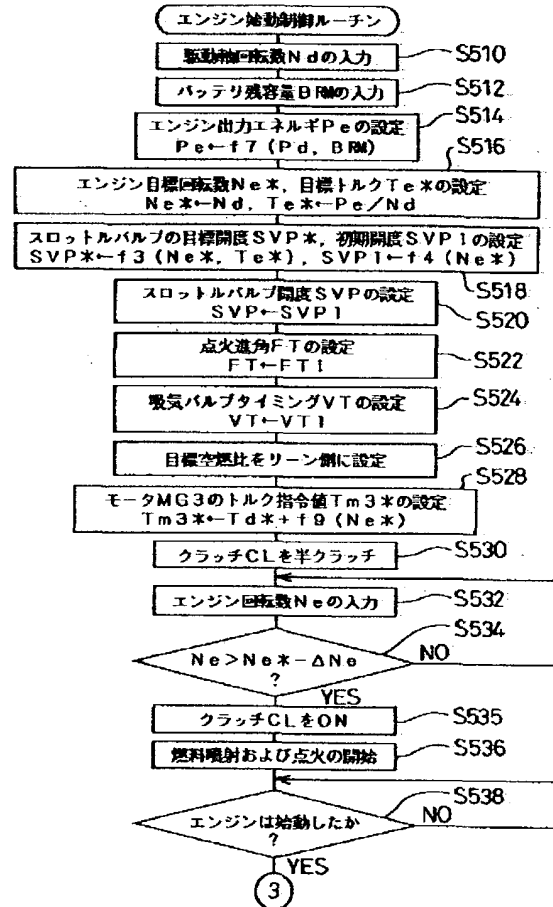 エンジン始動制御ルーチン
駆動軸回転数Ndの入力
S510
バッテリ残容量BRMの入力
S512
エンジン出力エネルギPeの設定
Pe←f7(Pd, BRM)
S514
エンジン目標回転数Ne*, 目標トルクTe*の設定
Ne*←Nd, Te*←Pe/Nd
S516
スロットルバルブの目標開度SVP*, 初期開度SVP1の設定
SVP*←f3(Ne*, Te*), SVP1←f4(Ne*)
S518
スロットルバルブ開度SVPの設定
SVP←SVP1
S520
点火進角FTの設定
FT←FT1
S522
吸気バルブタイミングVTの設定
VT←VT1
S524
目標空燃比をリーン側に設定
S526
モータMG3のトルク指令値Tm3*の設定
Tm3*←Td*+f9(Ne*)
S528
クラッチCLを半クラッチ
S530
エンジン回転数Neの入力
S532
Ne>Ne*-ΔNe
?
S534
NO
YES
クラッチCLをON
S535
燃料噴射および点火の開始
S536
エンジンは始動したか
?
S538
NO
YES
3